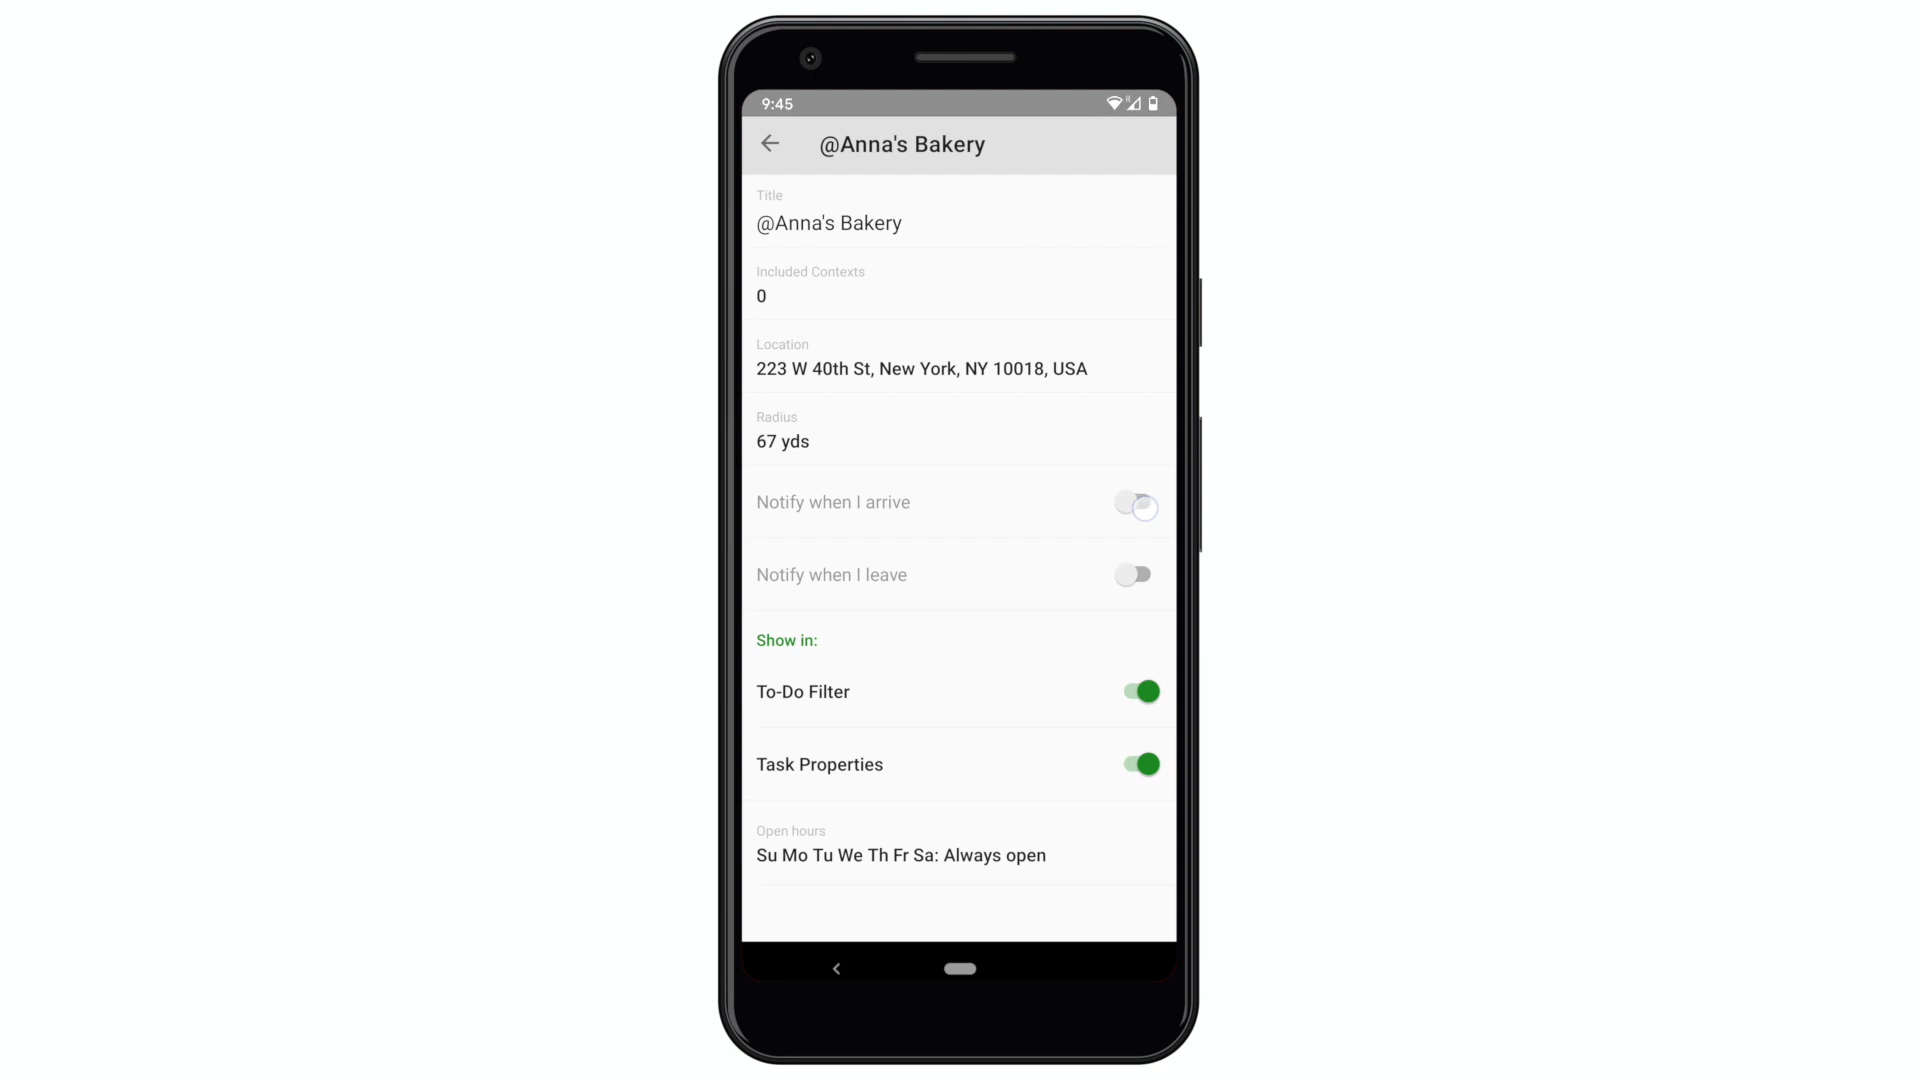 9:45
R
@Anna's Bakery
Title
@Anna's Bakery
Included Contexts
0
Location
223 W 40th St, New York, NY 10018, USA
Radius
67 yds
Notify when I arrive
Notify when I leave
Show in:
To-Do Filter
Task Properties
Open hours
Su Mo Tu We Th Fr Sa: Always open